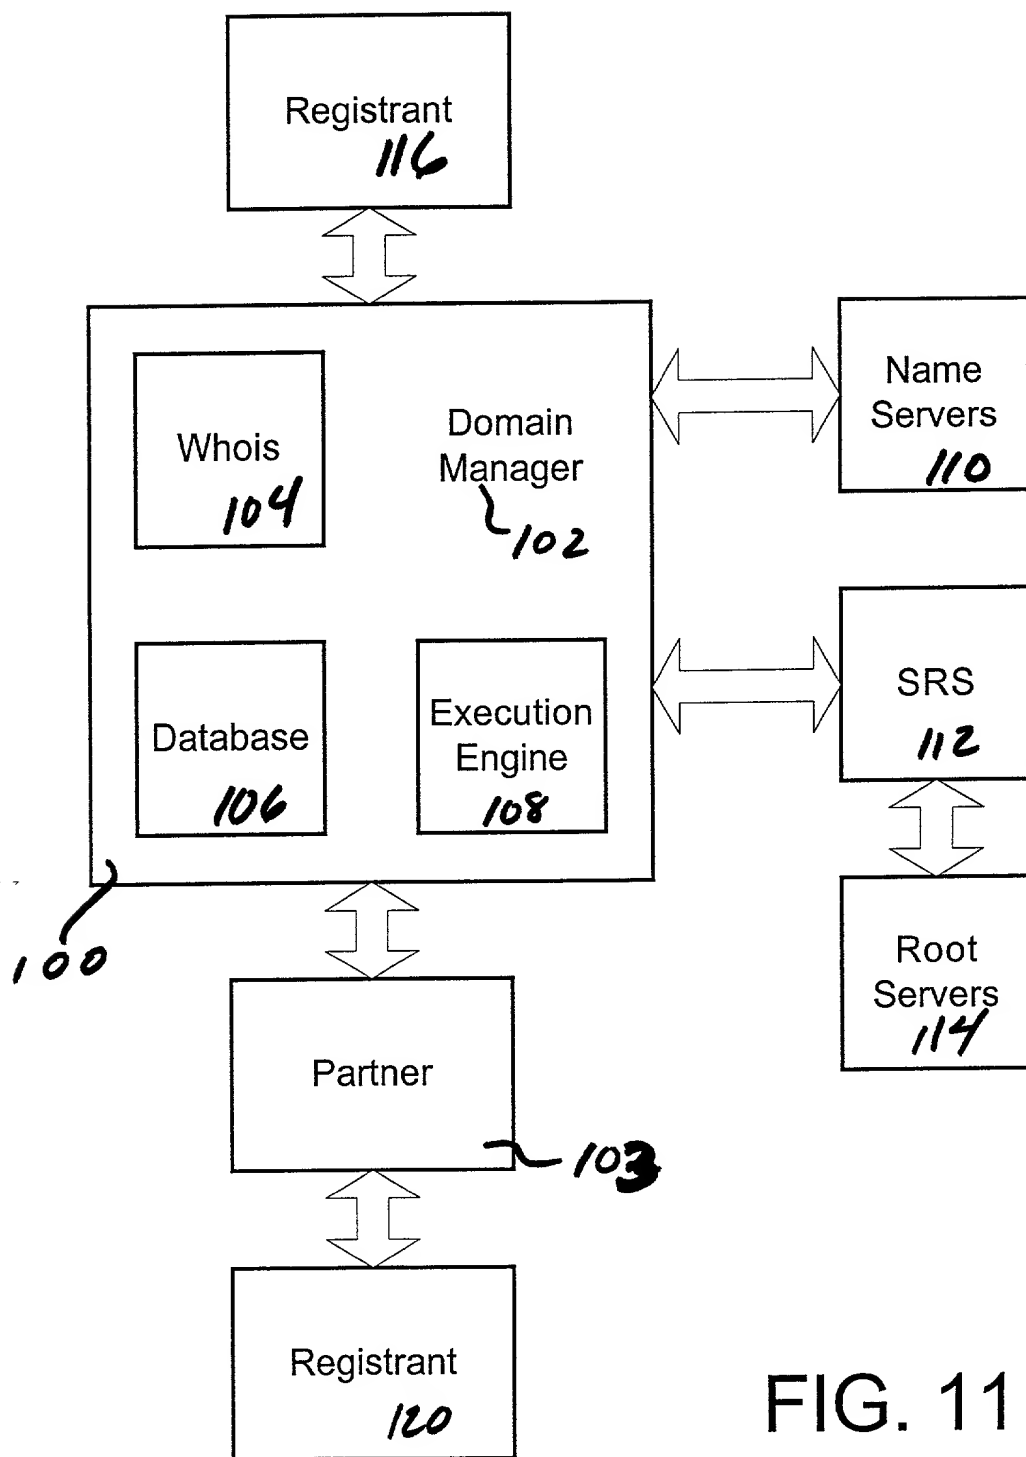 Registrant
116
Whois
104
Domain
Manager
102
Name
Servers
110
Database
106
Execution
Engine
108
SRS
112
100
Root
Servers
114
Partner
103
Registrant
120
FIG. 11